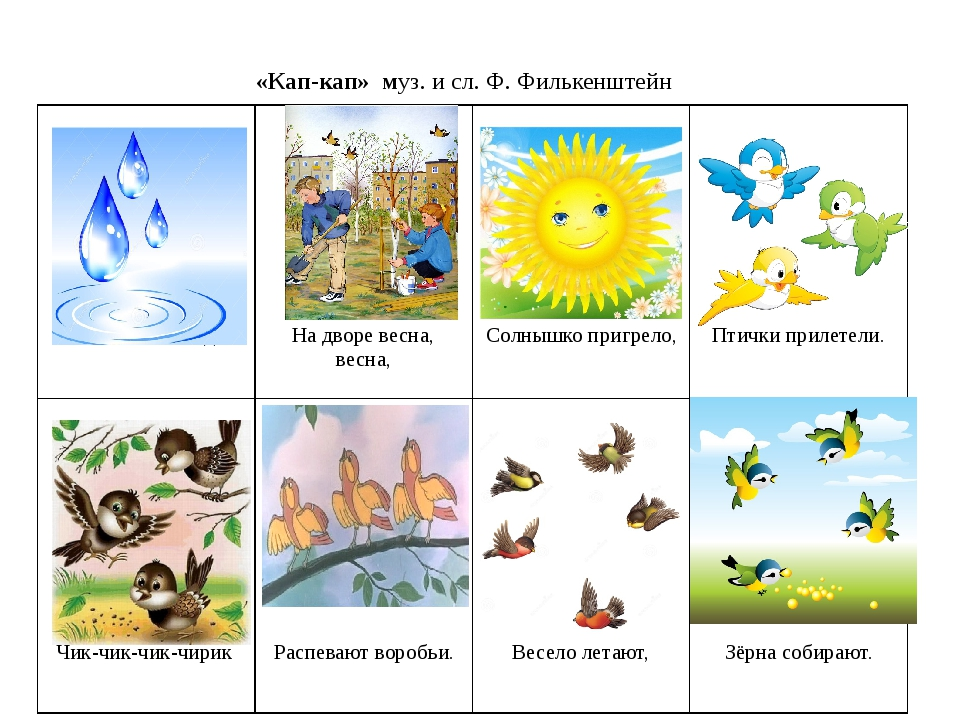 «Кап-кап» муз. и сл. Ф. Филькенштейн
На дворе весна,
весна,
Солнышко пригрело,
Птички прилетели.
Чик-чик-чик-чирик
Распевают воробьи.
Весело летают,
Зёрна собирают.